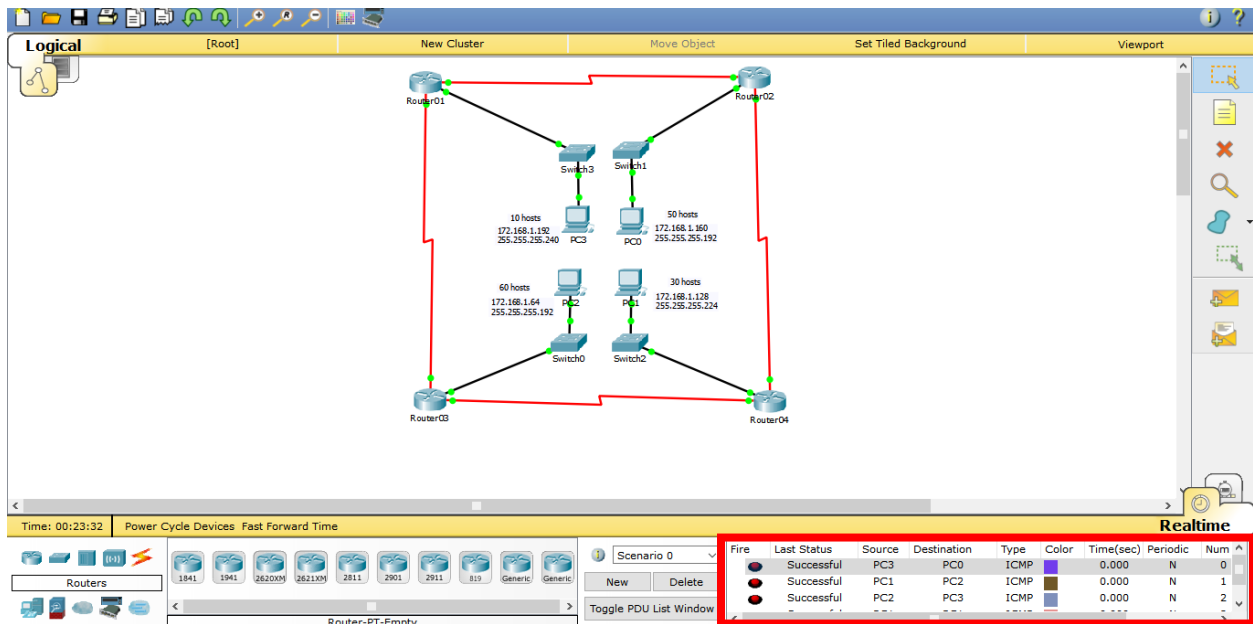 Logical [Root] New Cluster Move Object Set Tiled Background Viewport
Router01
Router02
Switch3
Switch1
10 hosts
172.168.1.192
255.255.255.240
PC3
50 hosts
172.168.1.160
255.255.255.192
PC0
60 hosts
172.168.1.64
255.255.255.192
PC2
30 hosts
172.168.1.128
255.255.255.224
PC1
Switch0
Switch2
Router03
Router04
Time: 00:23:32 Power Cycle Devices Fast Forward Time Realtime
Routers
1841 1941 2620XM 2621XM 2811 2901 2911 819 Generic Generic
Router-PT-Empty
Scenario 0
New Delete
Toggle PDU List Window
Fire Last Status Source Destination Type Color Time(sec) Periodic Num
Successful PC3 PC0 ICMP 0.000 N 0
Successful PC1 PC2 ICMP 0.000 N 1
Successful PC2 PC3 ICMP 0.000 N 2